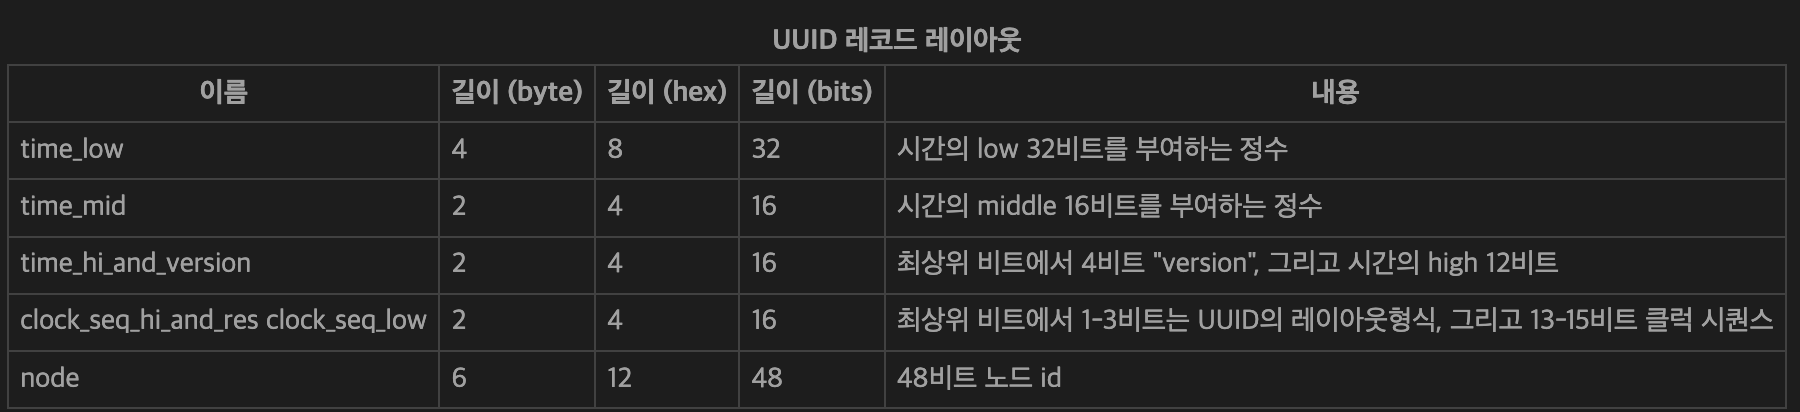 UUID 레코드 레이아웃
이름 길이 (byte) 길이 (hex) 길이 (bits) 내용
time_low 4 8 32 시간의 low 32비트를 부여하는 정수
time_mid 2 4 16 시간의 middle 16비트를 부여하는 정수
time_hi_and_version 2 4 16 최상위 비트에서 4비트 "version", 그리고 시간의 high 12비트
clock_seq_hi_and_res clock_seq_low 2 4 16 최상위 비트에서 1-3비트는 UUID의 레이아웃형식, 그리고 13-15비트 클럭 시퀀스
node 6 12 48 48비트 노드 id